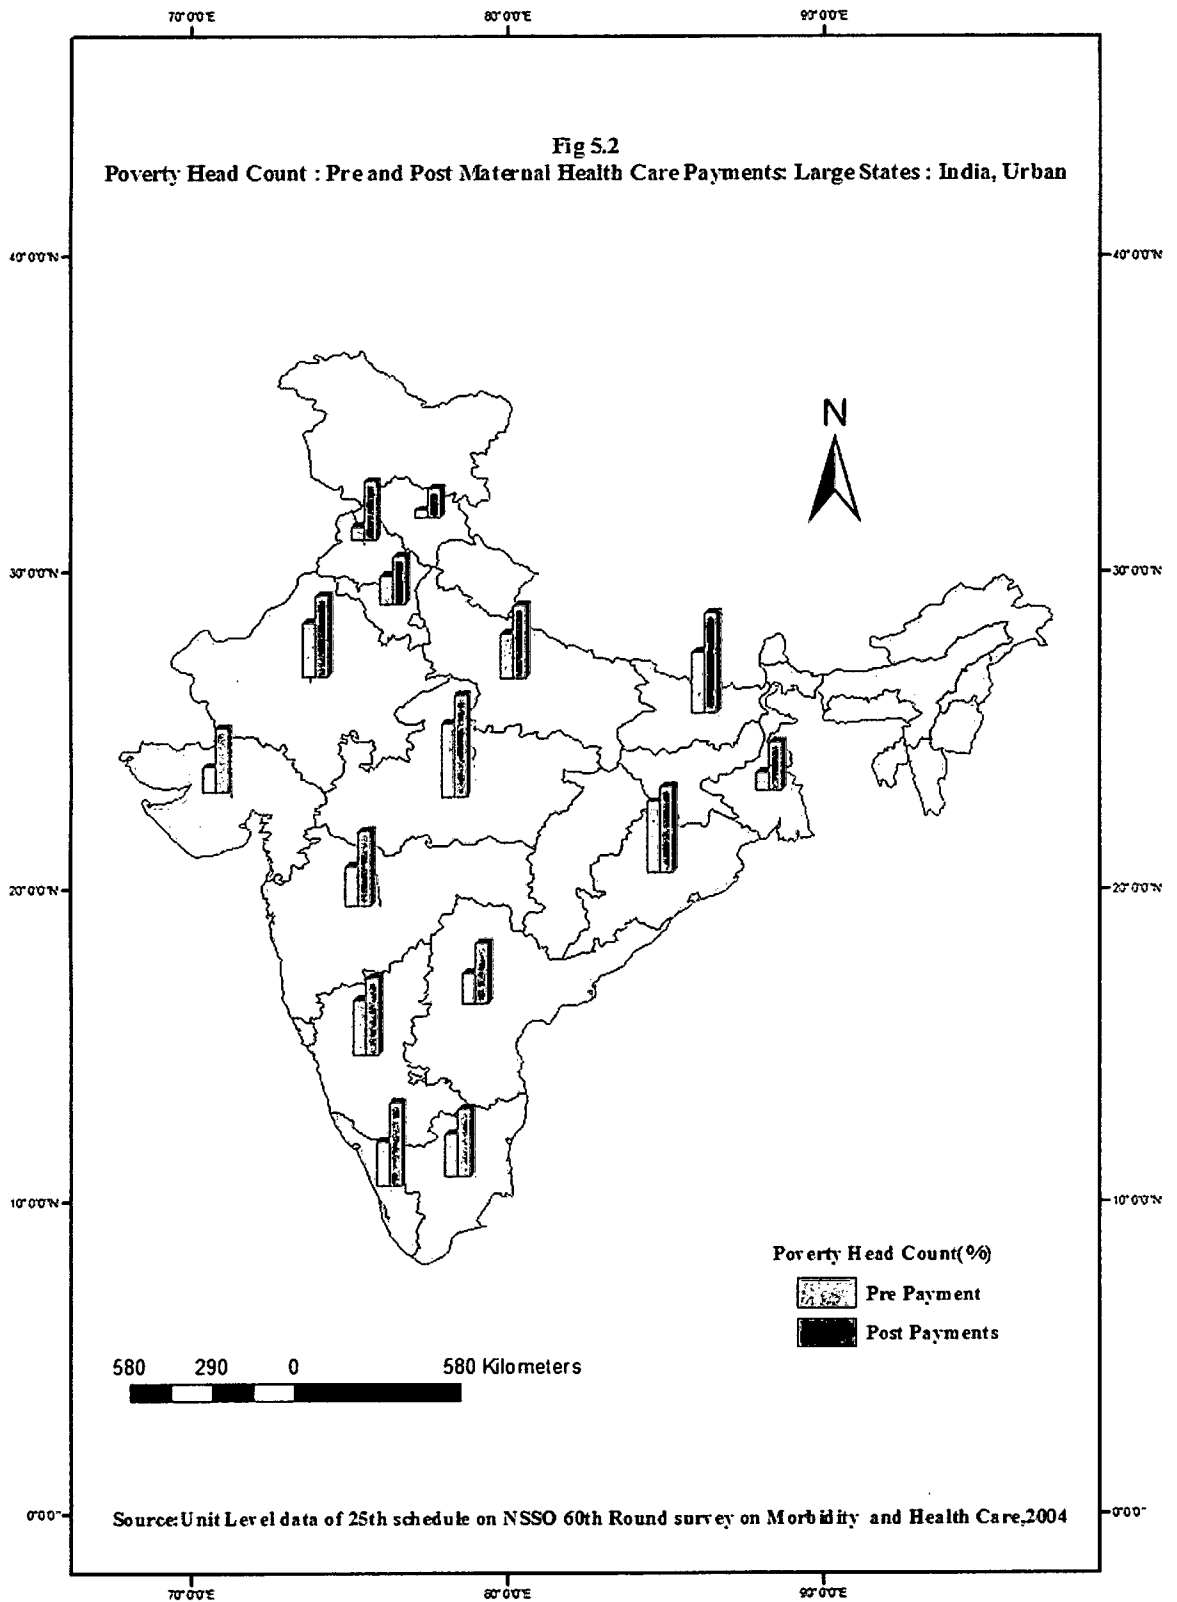 70°0'0"E 80°0'0"E 90°0'0"E
Fig 5.2
Poverty Head Count : Pre and Post Maternal Health Care Payments: Large States : India, Urban
40°0'0"N 40°0'0"N
N
30°0'0"N 30°0'0"N
20°0'0"N 20°0'0"N
10°0'0"N 10°0'0"N
Poverty Head Count(%)
Pre Payment
Post Payments
580 290 0 580 Kilometers
Source:Unit Level data of 25th schedule on NSSO 60th Round survey on Morbidity and Health Care,2004
0°0'0" 0°0'0"
70°0'0"E 80°0'0"E 90°0'0"E